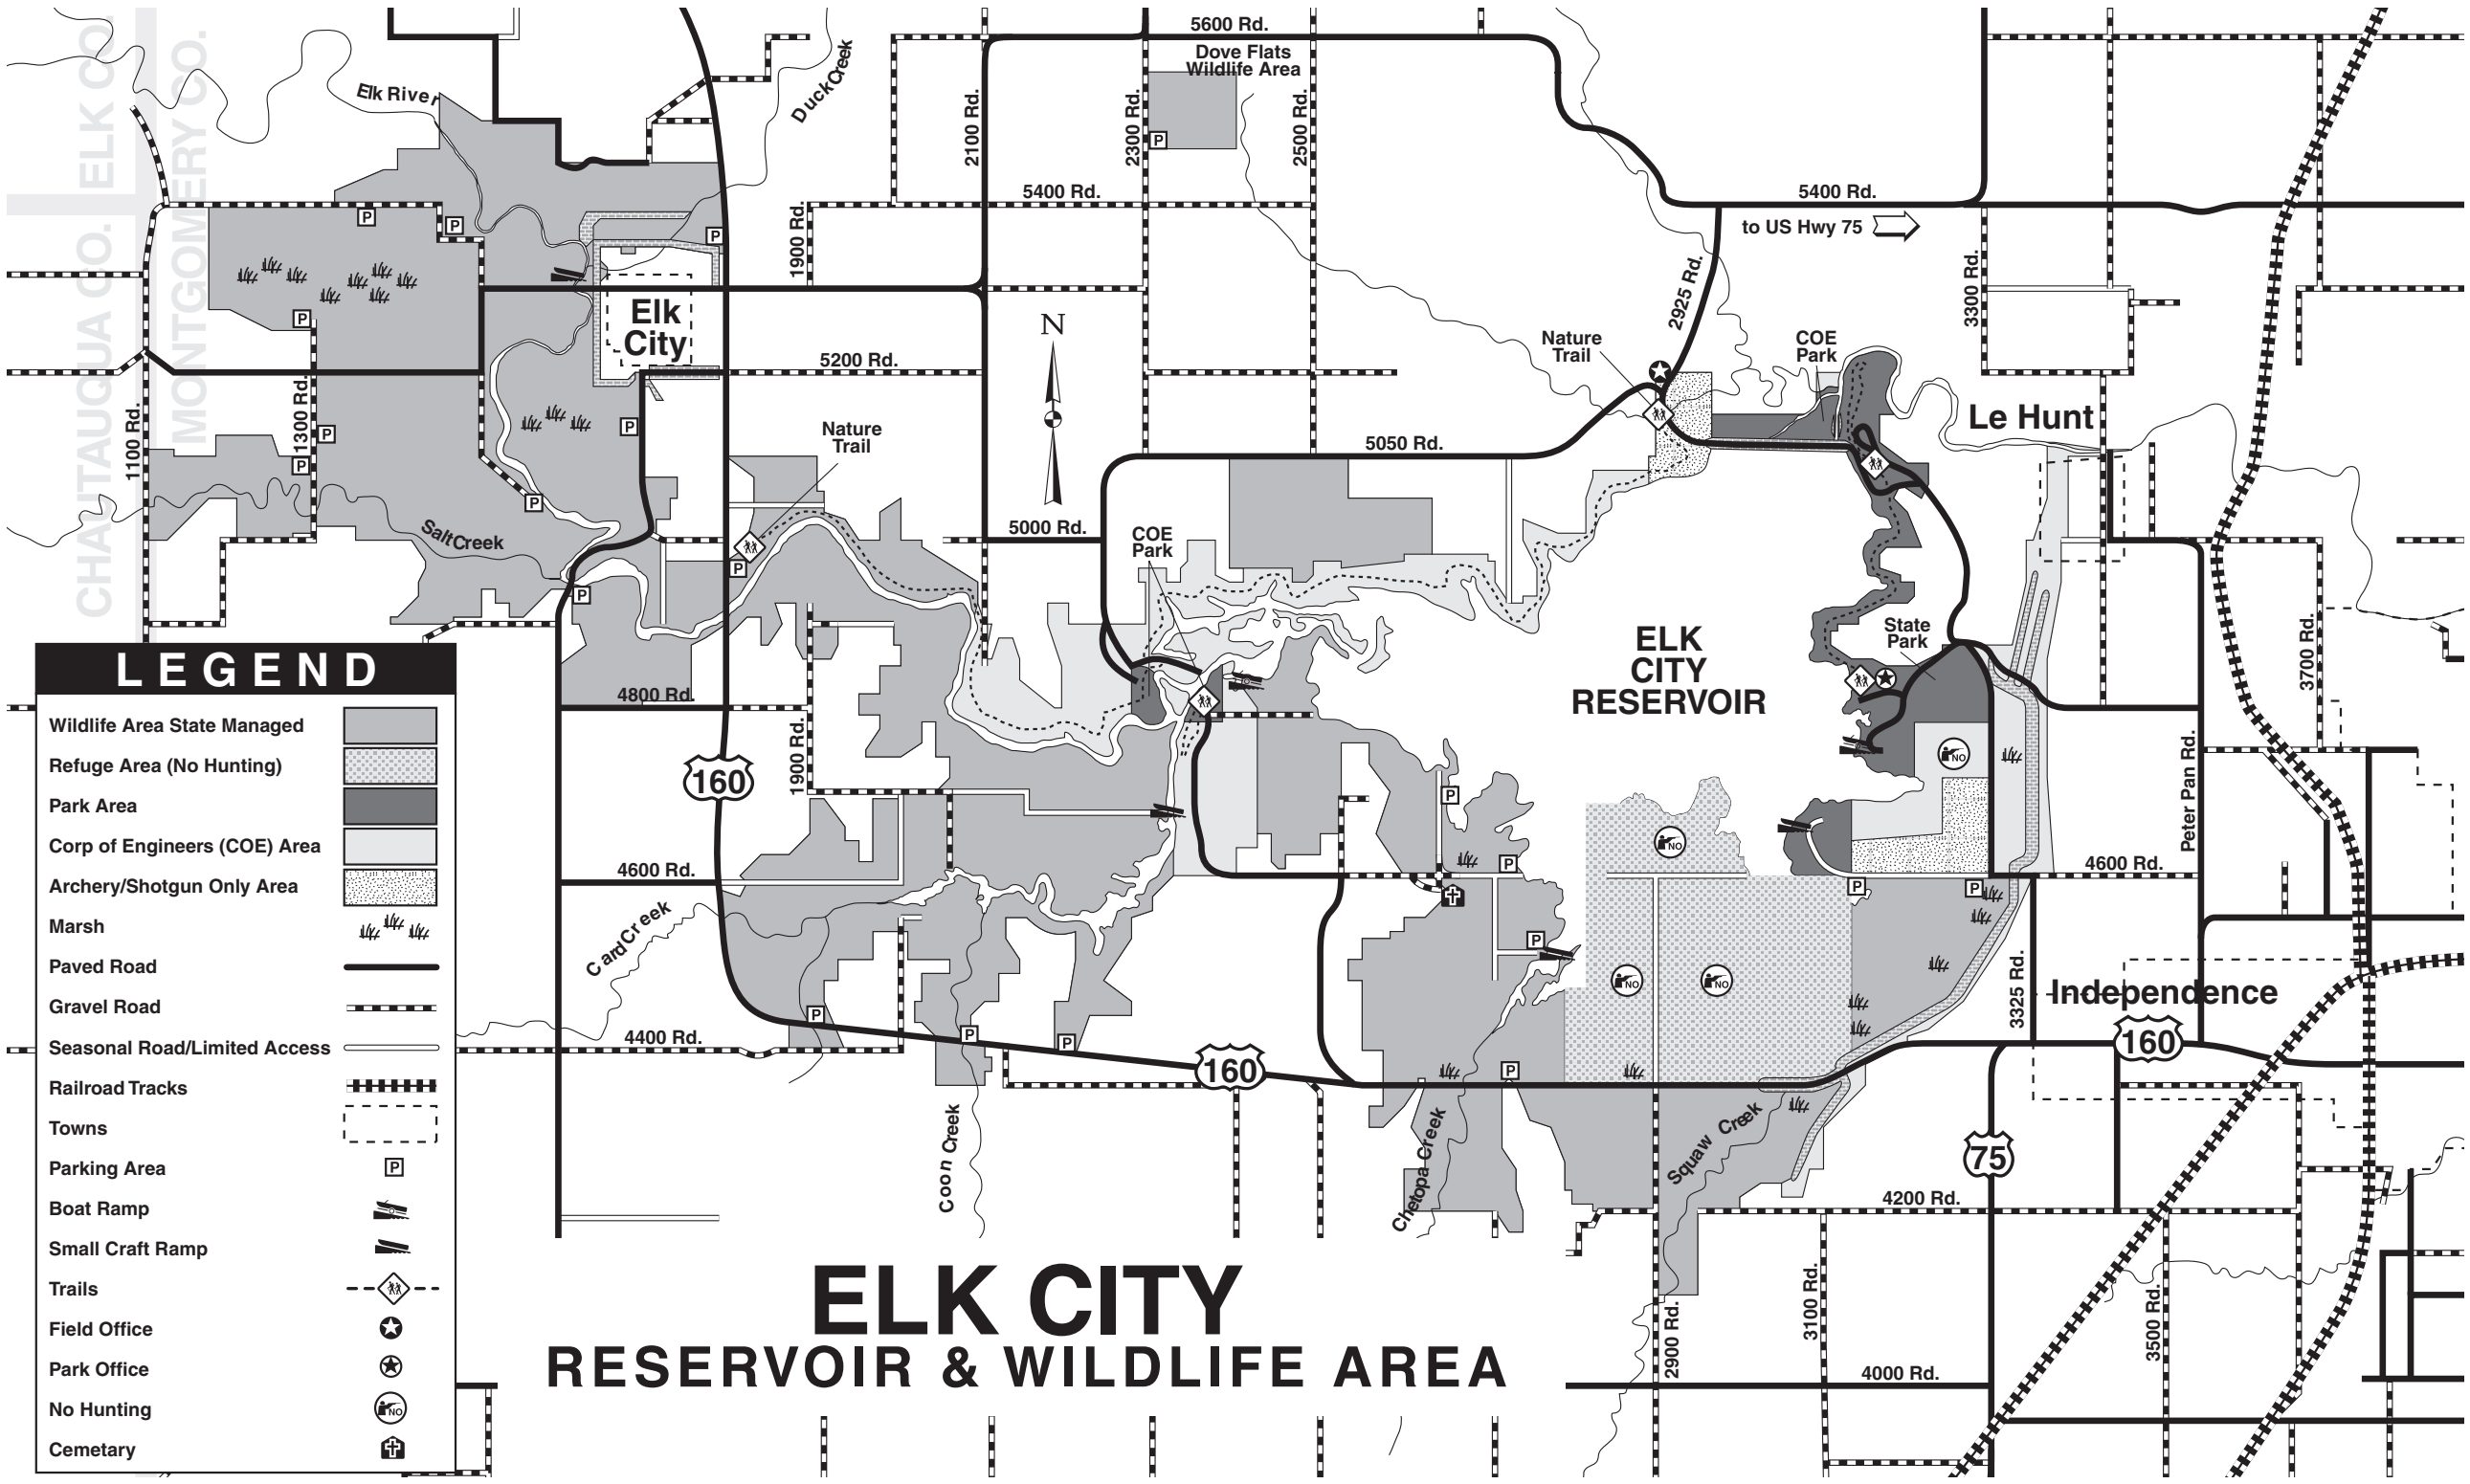 5600 Rd.
Dove Flats
Wildlife Area
ELK CO.
MONTGOMERY CO.
CHAUTAUQUA CO.
Elk River
Duck Creek
2100 Rd.
2300 Rd.
2500 Rd.
P
5400 Rd.
5400 Rd.
to US Hwy 75
1900 Rd.
2925 Rd.
3300 Rd.
P
P
P
P
Elk
City
N
Nature
Trail
COE
Park
5200 Rd.
1100 Rd.
1300 Rd.
P
P
P
P
Nature
Trail
5050 Rd.
Le Hunt
Salt Creek
5000 Rd.
COE
Park
P
P
ELK
CITY
RESERVOIR
State
Park
3700 Rd.
4800 Rd.
1900 Rd.
160
NO
Peter Pan Rd.
P
NO
4600 Rd.
P
4600 Rd.
P
P
Card Creek
P
NO
NO
3325 Rd.
Independence
4400 Rd.
P
P
P
160
P
160
Coon Creek
Chetopa Creek
Squaw Creek
75
4200 Rd.
2900 Rd.
3100 Rd.
3500 Rd.
4000 Rd.
LEGEND
Wildlife Area State Managed
Refuge Area (No Hunting)
Park Area
Corp of Engineers (COE) Area
Archery/Shotgun Only Area
Marsh
Paved Road
Gravel Road
Seasonal Road/Limited Access
Railroad Tracks
Towns
Parking Area P
Boat Ramp
Small Craft Ramp
Trails
Field Office
Park Office
No Hunting NO
Cemetary
ELK CITY
RESERVOIR & WILDLIFE AREA